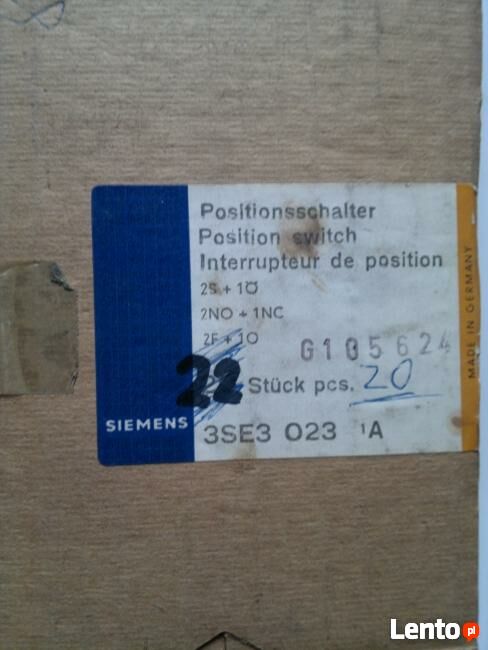 Positionsschalter
Position switch
Interrupteur de position
2S + 1Ö
2NO + 1NC
2F + 1O
G105624
22 Stück pcs. 20
SIEMENS
3SE3 023 1A
MADE IN GERMANY
Lento pl